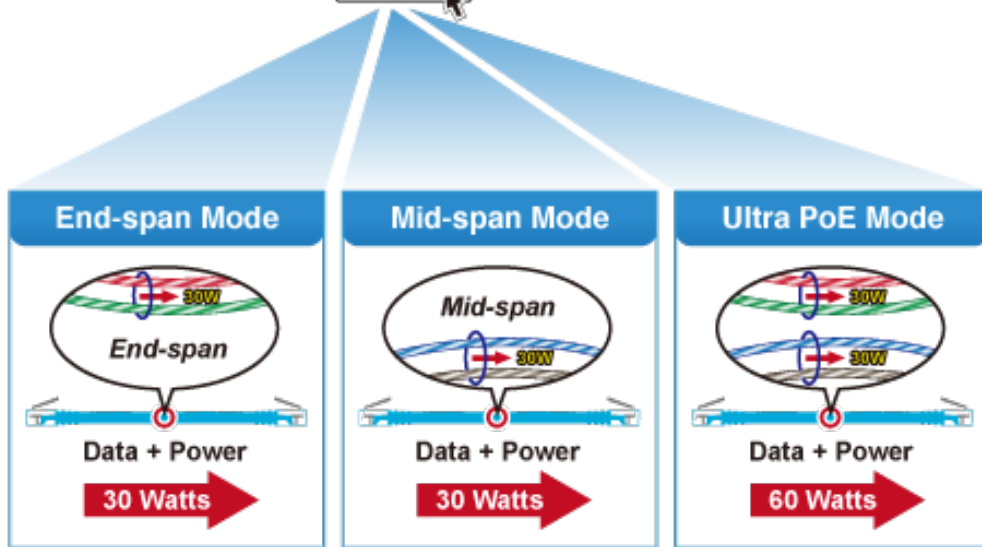 End-span Mode
30W
End-span
Data + Power
30 Watts
Mid-span Mode
Mid-span
30W
Data + Power
30 Watts
Ultra PoE Mode
30W
30W
Data + Power
60 Watts